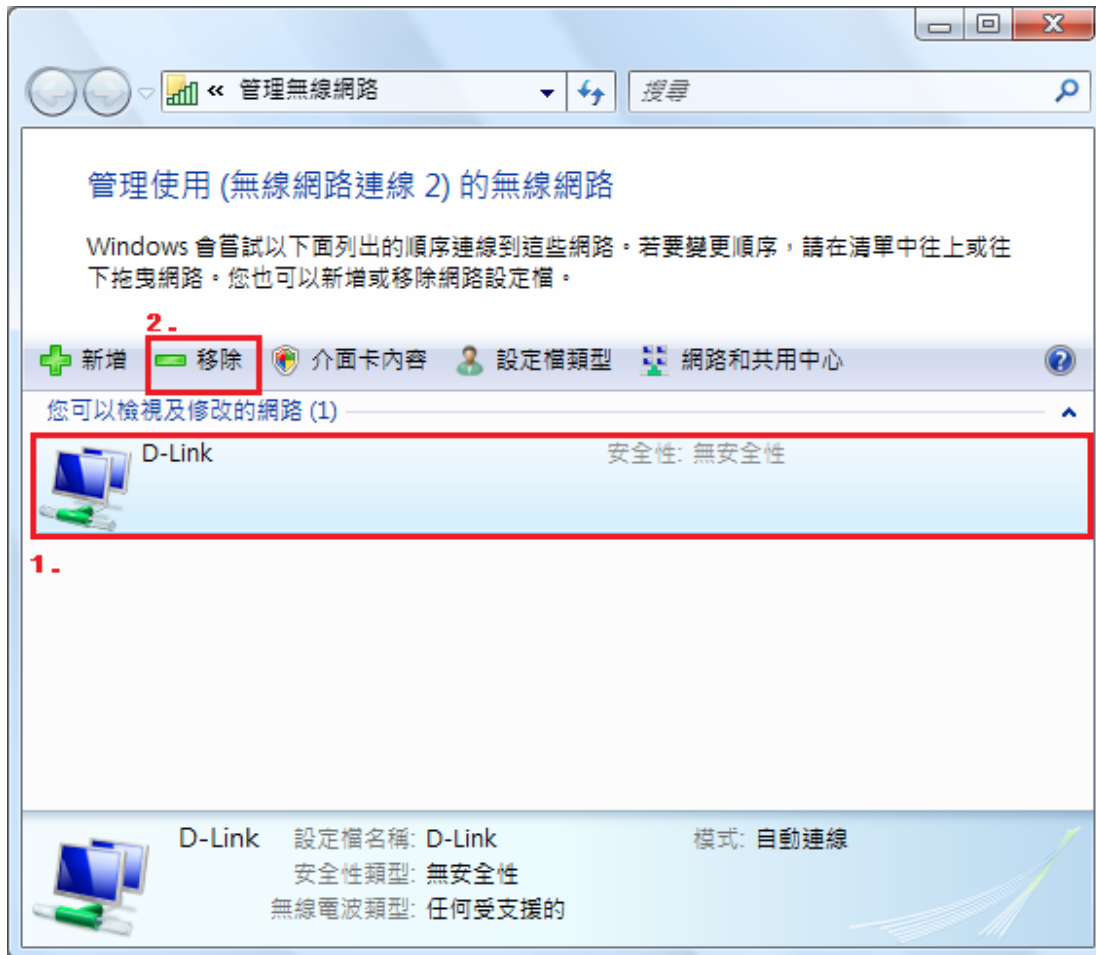 « 管理無線網路
搜尋
管理使用 (無線網路連線 2) 的無線網路
Windows 會嘗試以下面列出的順序連線到這些網路。若要變更順序，請在清單中往上或往
下拖曳網路。您也可以新增或移除網路設定檔。
2.
新增 移除 介面卡內容 設定檔類型 網路和共用中心
您可以檢視及修改的網路 (1)
D-Link 安全性: 無安全性
1.
D-Link 設定檔名稱: D-Link 模式: 自動連線
安全性類型: 無安全性
無線電波類型: 任何受支援的